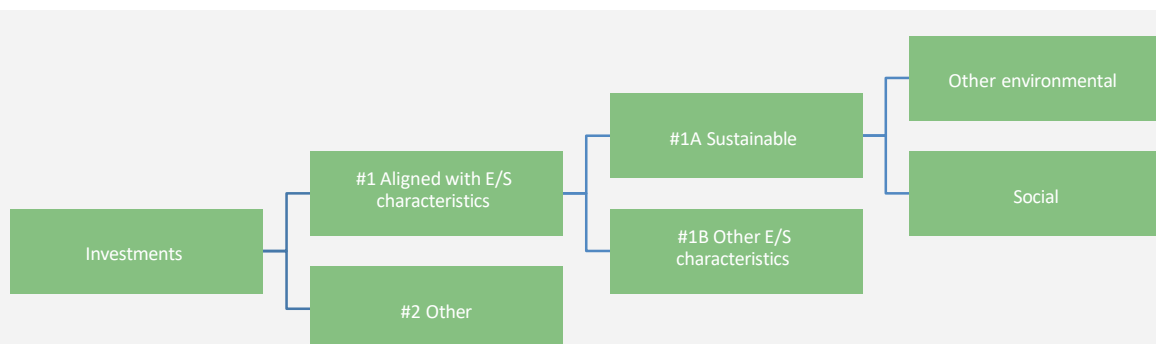 Other environmental
#1A Sustainable
#1 Aligned with E/S
characteristics
Social
#1B Other E/S
characteristics
Investments
#2 Other